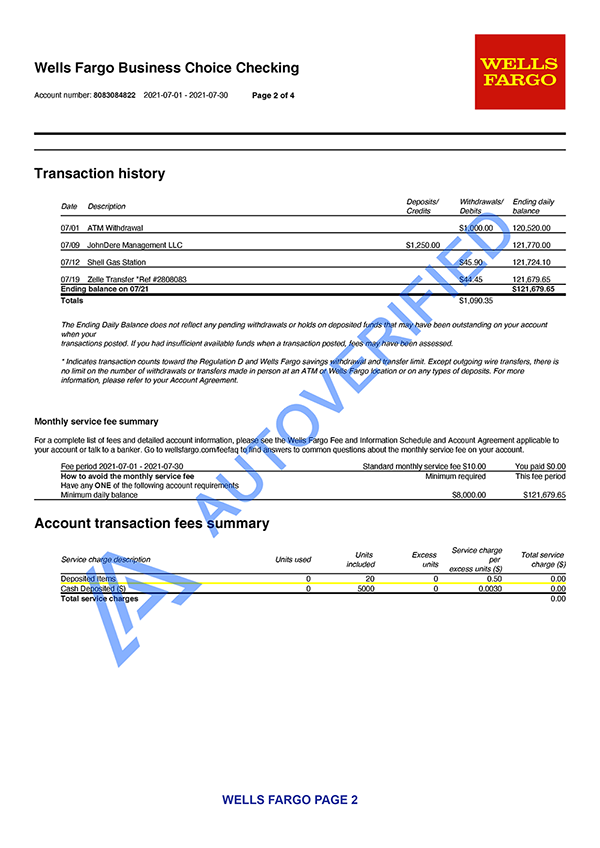 Wells Fargo Business Choice Checking
WELLS
FARGO
Account number: 8083084822 2021-07-01 - 2021-07-30 Page 2 of 4
Transaction history
Date Description Deposits/ Credits Withdrawals/ Debits Ending daily balance
07/01 ATM Withdrawal $1,000.00 120,520.00
07/09 JohnDere Management LLC $1,250.00 121,770.00
07/12 Shell Gas Station $45.90 121,724.10
07/19 Zelle Transfer *Ref #2808083 $44.45 121,679.65
Ending balance on 07/21 $121,679.65
Totals $1,090.35
The Ending Daily Balance does not reflect any pending withdrawals or holds on deposited funds that may have been outstanding on your account
when your
transactions posted. If you had insufficient available funds when a transaction posted, fees may have been assessed.
* Indicates transaction counts toward the Regulation D and Wells Fargo savings withdrawal and transfer limit. Except outgoing wire transfers, there is
no limit on the number of withdrawals or transfers made in person at an ATM or Wells Fargo location or on any types of deposits. For more
information, please refer to your Account Agreement.
Monthly service fee summary
For a complete list of fees and detailed account information, please see the Wells Fargo Fee and Information Schedule and Account Agreement applicable to
your account or talk to a banker. Go to wellsfargo.com/feefaq to find answers to common questions about the monthly service fee on your account.
Fee period 2021-07-01 - 2021-07-30 Standard monthly service fee $10.00 You paid $0.00
How to avoid the monthly service fee Minimum required This fee period
Have any ONE of the following account requirements
Minimum daily balance $8,000.00 $121,679.65
Account transaction fees summary
Service charge description Units used Units included Excess units Service charge per excess units ($) Total service charge ($)
Deposited items 0 20 0 0.50 0.00
Cash Deposited ($) 0 5000 0 0.0030 0.00
Total service charges 0.00
AUTOVERIFIED
WELLS FARGO PAGE 2